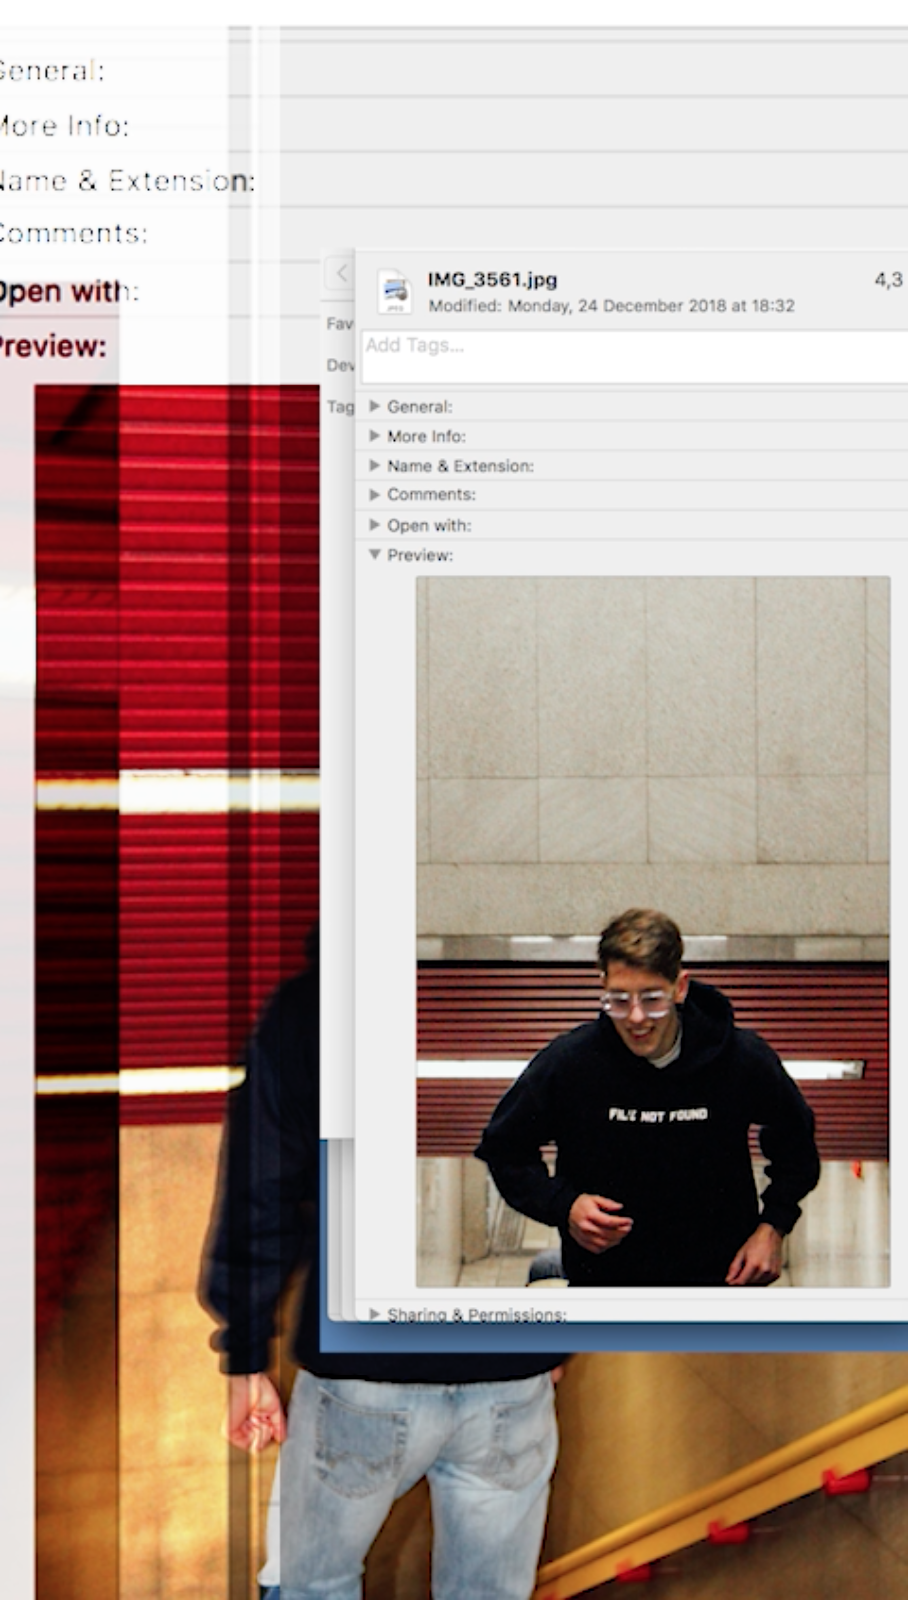 General:
More Info:
Name & Extension:
Comments:
Open with:
Preview:
IMG_3561.jpg 4,3
Modified: Monday, 24 December 2018 at 18:32
Add Tags...
Fav
Dev
Tag
General:
More Info:
Name & Extension:
Comments:
Open with:
Preview:
FILE NOT FOUND
Sharing & Permissions: